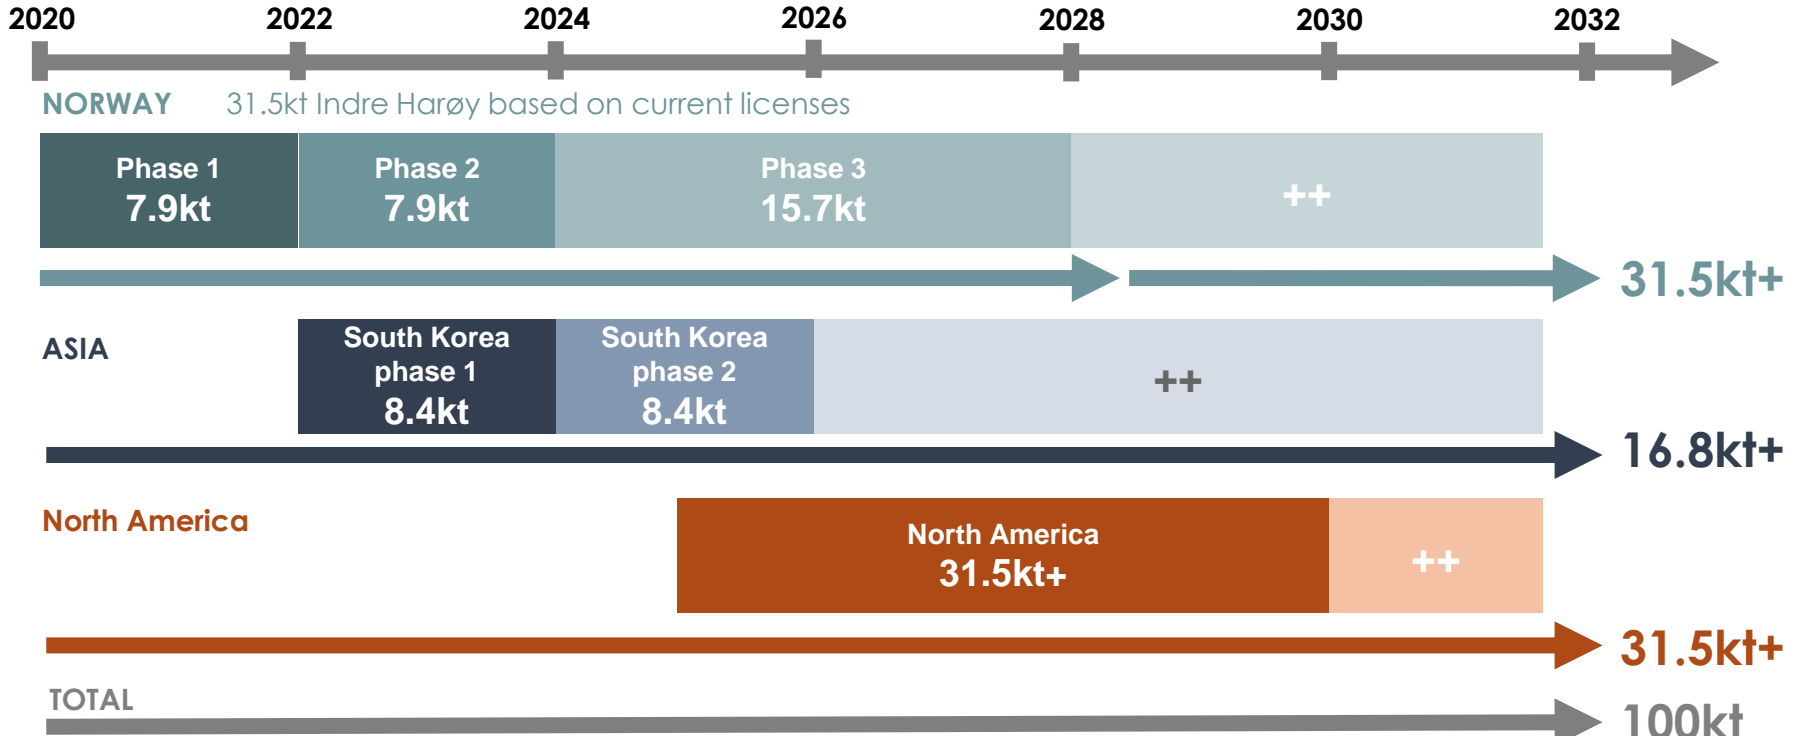 2020 2022 2024 2026 2028 2030 2032
NORWAY 31.5kt Indre Harøy based on current licenses
Phase 1 Phase 2 Phase 3
7.9kt 7.9kt 15.7kt ++
31.5kt+
ASIA
South Korea South Korea
phase 1 phase 2
8.4kt 8.4kt ++
16.8kt+
North America
North America
31.5kt+ ++
31.5kt+
TOTAL
100kt